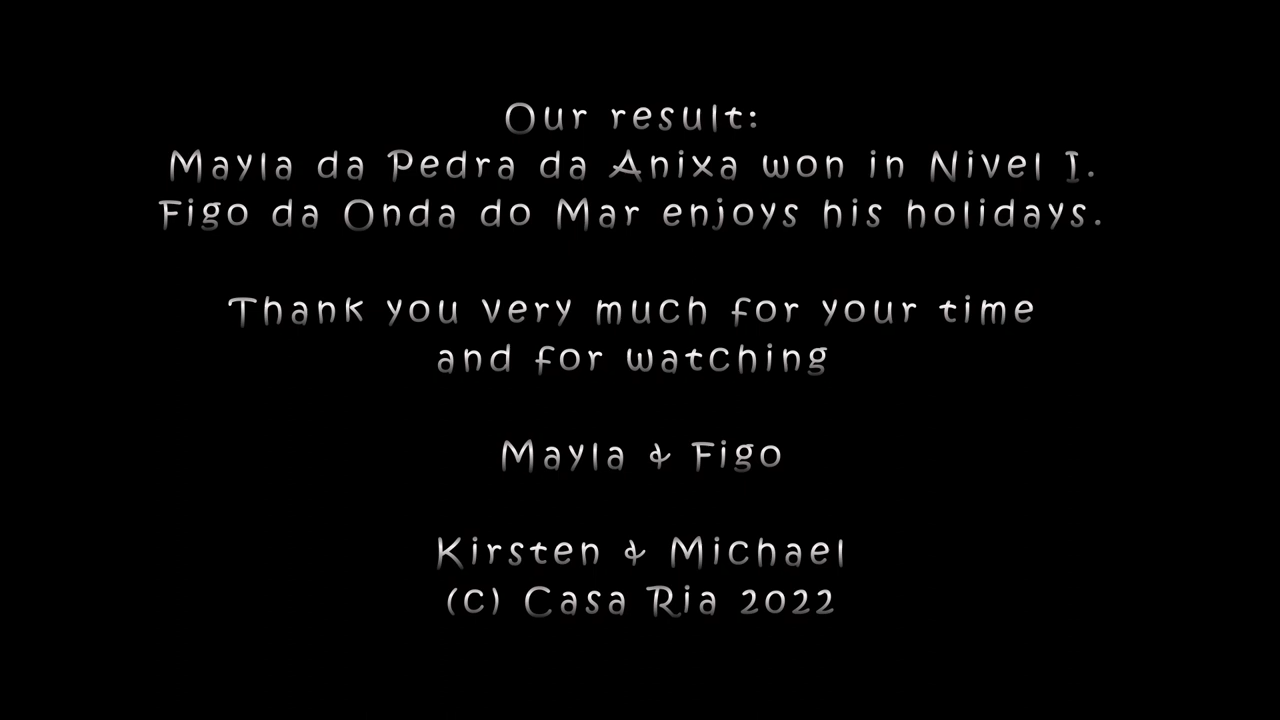 Our result:
Mayla da Pedra da Anixa won in Nivel I.
Figo da Onda do Mar enjoys his holidays.
Thank you very much for your time
and for watching
Mayla & Figo
Kirsten & Michael
(c) Casa Ria 2022